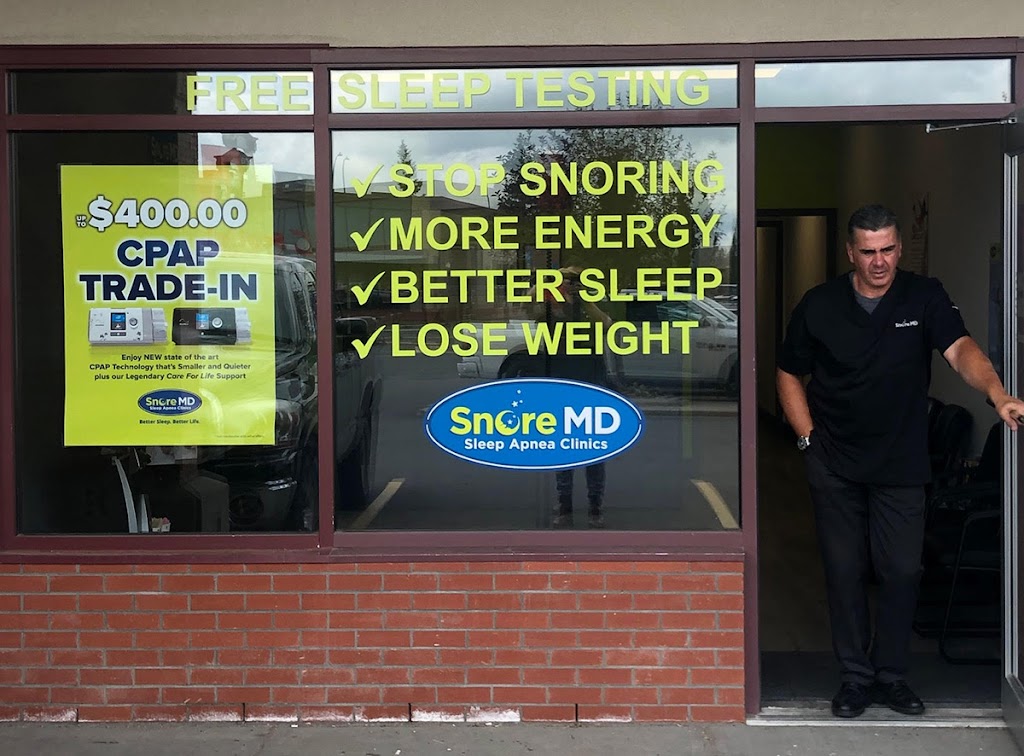 FREE SLEEP TESTING
UP TO $400.00
CPAP
TRADE-IN
Enjoy NEW state of the art
CPAP Technology that's Smaller and Quieter
plus our Legendary Care For Life Support
Snore MD
Sleep Apnea Clinics
Better Sleep. Better Life.
✓ STOP SNORING
✓ MORE ENERGY
✓ BETTER SLEEP
✓ LOSE WEIGHT
Snore MD
Sleep Apnea Clinics
Snore MD